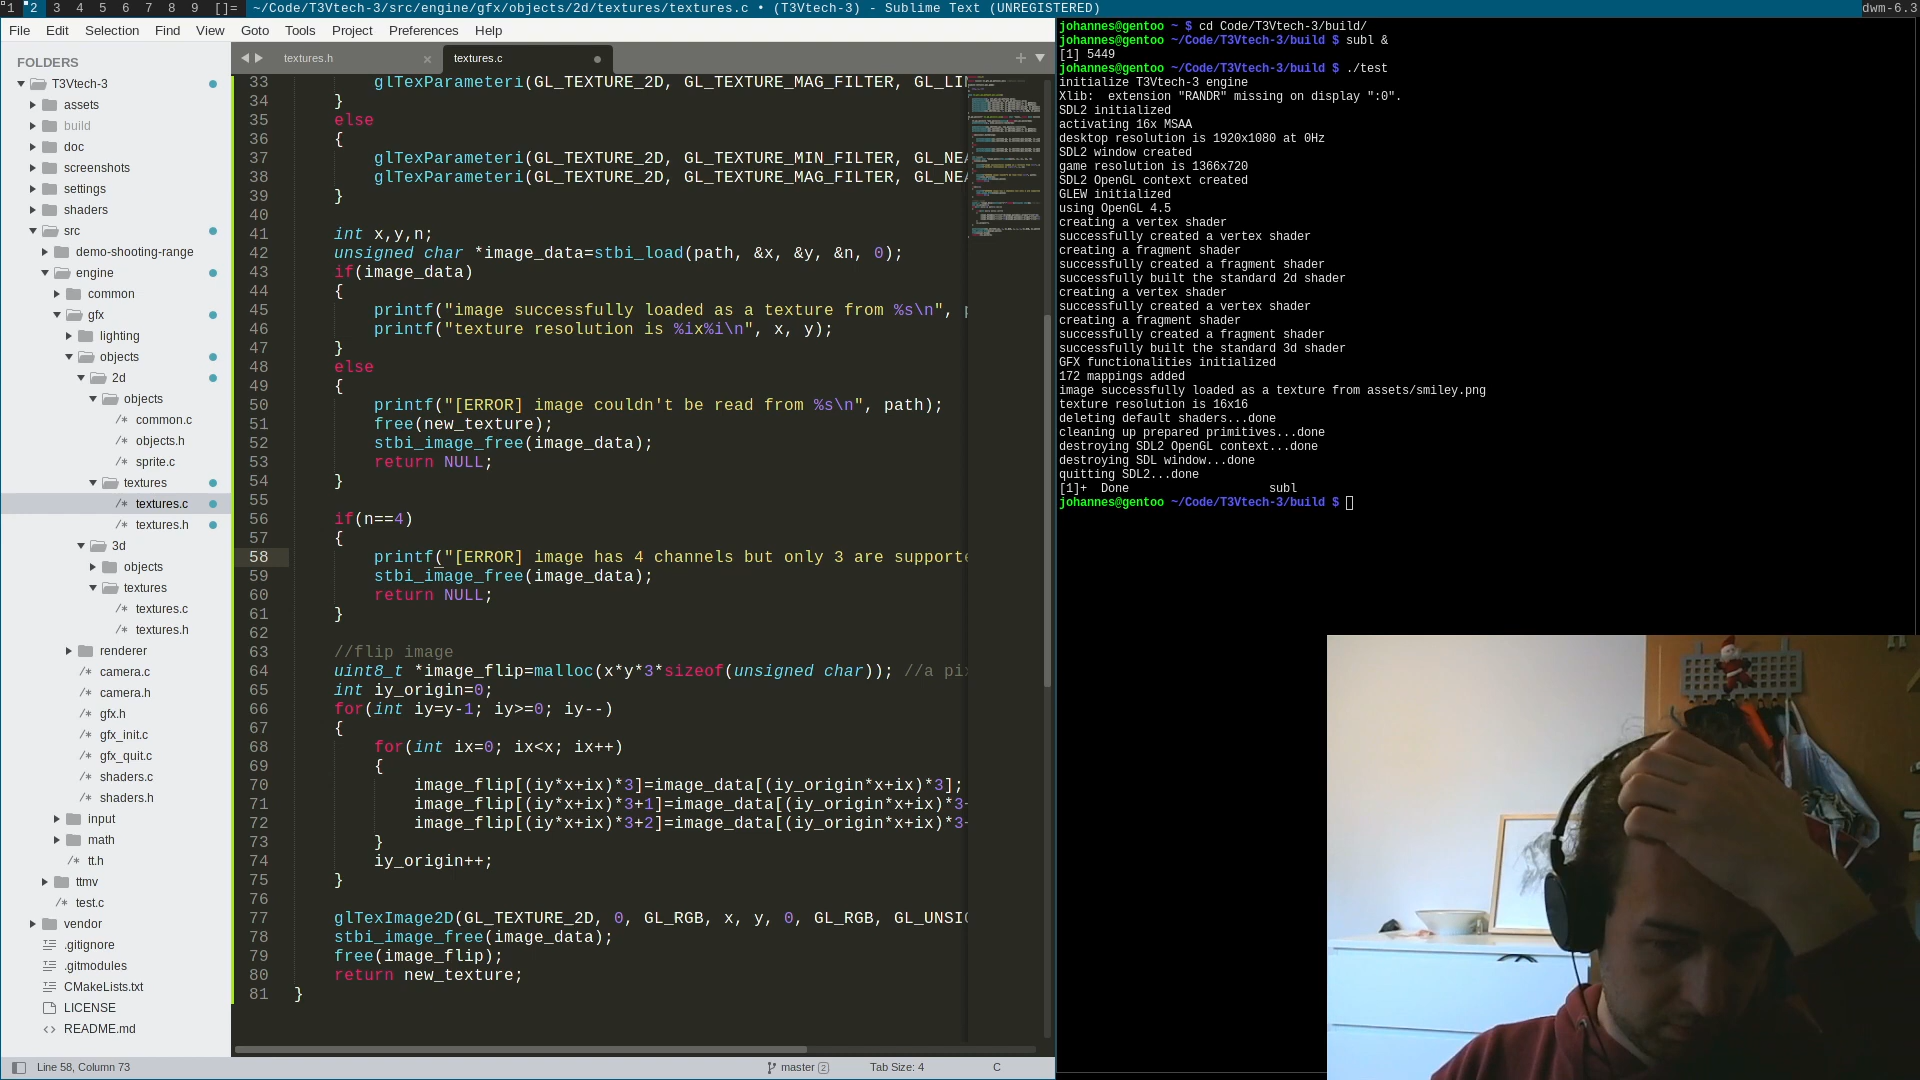 1 2 3 4 5 6 7 8 9 []= ~/Code/T3Vtech-3/src/engine/gfx/objects/2d/textures/textures.c • (T3Vtech-3) - Sublime Text (UNREGISTERED) dwm-6.3
File Edit Selection Find View Goto Tools Project Preferences Help
FOLDERS
T3Vtech-3
assets
build
doc
screenshots
settings
shaders
src
demo-shooting-range
engine
common
gfx
lighting
objects
2d
objects
common.c
objects.h
sprite.c
textures
textures.c
textures.h
3d
objects
textures
textures.c
textures.h
renderer
camera.c
camera.h
gfx.h
gfx_init.c
gfx_quit.c
shaders.c
shaders.h
input
math
tt.h
ttmv
test.c
vendor
.gitignore
.gitmodules
CMakeLists.txt
LICENSE
README.md
textures.h textures.c
33 glTexParameteri(GL_TEXTURE_2D, GL_TEXTURE_MAG_FILTER, GL_LIN
34 }
35 else
36 {
37 glTexParameteri(GL_TEXTURE_2D, GL_TEXTURE_MIN_FILTER, GL_NEA
38 glTexParameteri(GL_TEXTURE_2D, GL_TEXTURE_MAG_FILTER, GL_NEA
39 }
40
41 int x,y,n;
42 unsigned char *image_data=stbi_load(path, &x, &y, &n, 0);
43 if(image_data)
44 {
45 printf("image successfully loaded as a texture from %s\n", p
46 printf("texture resolution is %ix%i\n", x, y);
47 }
48 else
49 {
50 printf("[ERROR] image couldn't be read from %s\n", path);
51 free(new_texture);
52 stbi_image_free(image_data);
53 return NULL;
54 }
55
56 if(n==4)
57 {
58 printf("[ERROR] image has 4 channels but only 3 are supporte
59 stbi_image_free(image_data);
60 return NULL;
61 }
62
63 //flip image
64 uint8_t *image_flip=malloc(x*y*3*sizeof(unsigned char)); //a pix
65 int iy_origin=0;
66 for(int iy=y-1; iy>=0; iy--)
67 {
68 for(int ix=0; ix<x; ix++)
69 {
70 image_flip[(iy*x+ix)*3]=image_data[(iy_origin*x+ix)*3];
71 image_flip[(iy*x+ix)*3+1]=image_data[(iy_origin*x+ix)*3+
72 image_flip[(iy*x+ix)*3+2]=image_data[(iy_origin*x+ix)*3+
73 }
74 iy_origin++;
75 }
76
77 glTexImage2D(GL_TEXTURE_2D, 0, GL_RGB, x, y, 0, GL_RGB, GL_UNSIG
78 stbi_image_free(image_data);
79 free(image_flip);
80 return new_texture;
81 }
Line 58, Column 73 master 2 Tab Size: 4 C
johannes@gentoo ~ $ cd Code/T3Vtech-3/build/
johannes@gentoo ~/Code/T3Vtech-3/build $ subl &
[1] 5449
johannes@gentoo ~/Code/T3Vtech-3/build $ ./test
initialize T3Vtech-3 engine
Xlib:  extension "RANDR" missing on display ":0".
SDL2 initialized
activating 16x MSAA
desktop resolution is 1920x1080 at 0Hz
SDL2 window created
game resolution is 1366x720
SDL2 OpenGL context created
GLEW initialized
using OpenGL 4.5
creating a vertex shader
successfully created a vertex shader
creating a fragment shader
successfully created a fragment shader
successfully built the standard 2d shader
creating a vertex shader
successfully created a vertex shader
creating a fragment shader
successfully created a fragment shader
successfully built the standard 3d shader
GFX functionalities initialized
172 mappings added
image successfully loaded as a texture from assets/smiley.png
texture resolution is 16x16
deleting default shaders...done
cleaning up prepared primitives...done
destroying SDL2 OpenGL context...done
destroying SDL window...done
quitting SDL2...done
[1]+  Done                    subl
johannes@gentoo ~/Code/T3Vtech-3/build $